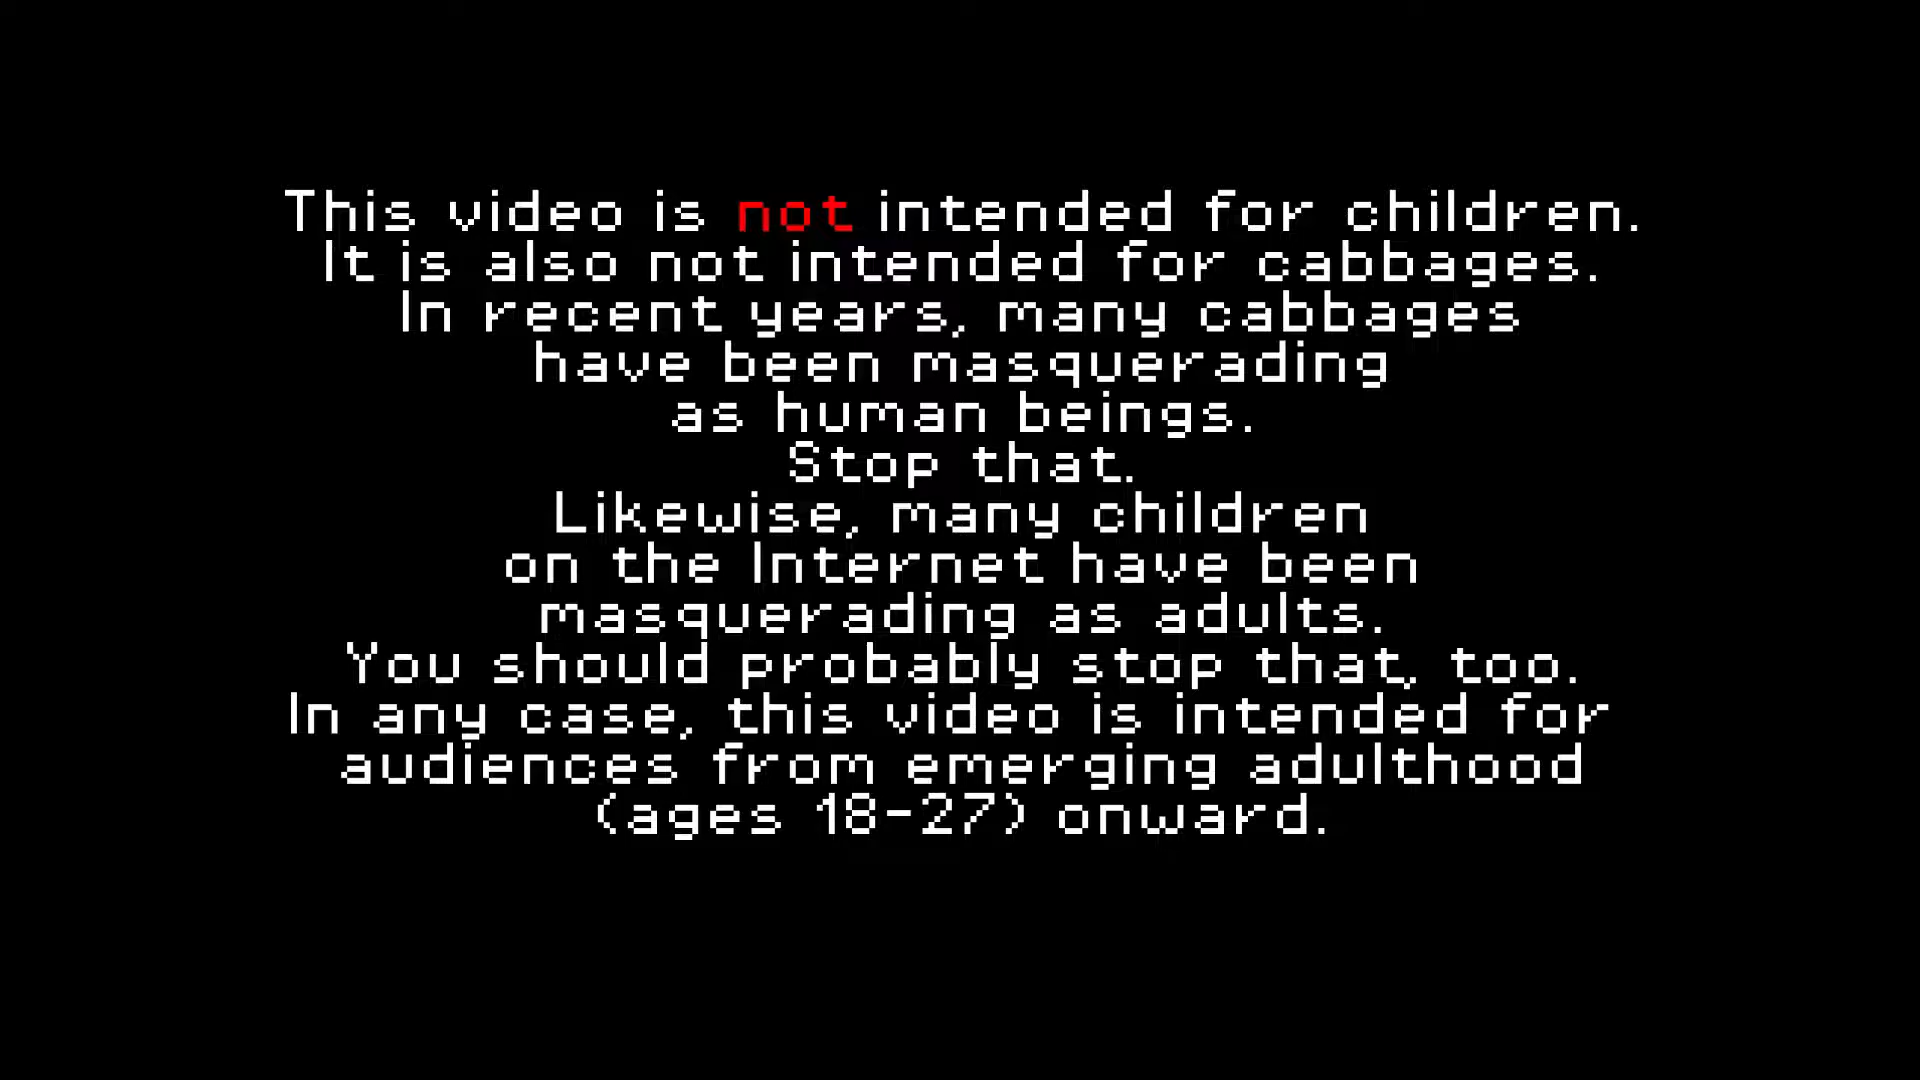 This video is not intended for children.
It is also not intended for cabbages.
In recent years, many cabbages
have been masquerading
as human beings.
Stop that.
Likewise, many children
on the Internet have been
masquerading as adults.
You should probably stop that, too.
In any case, this video is intended for
audiences from emerging adulthood
(ages 18-27) onward.